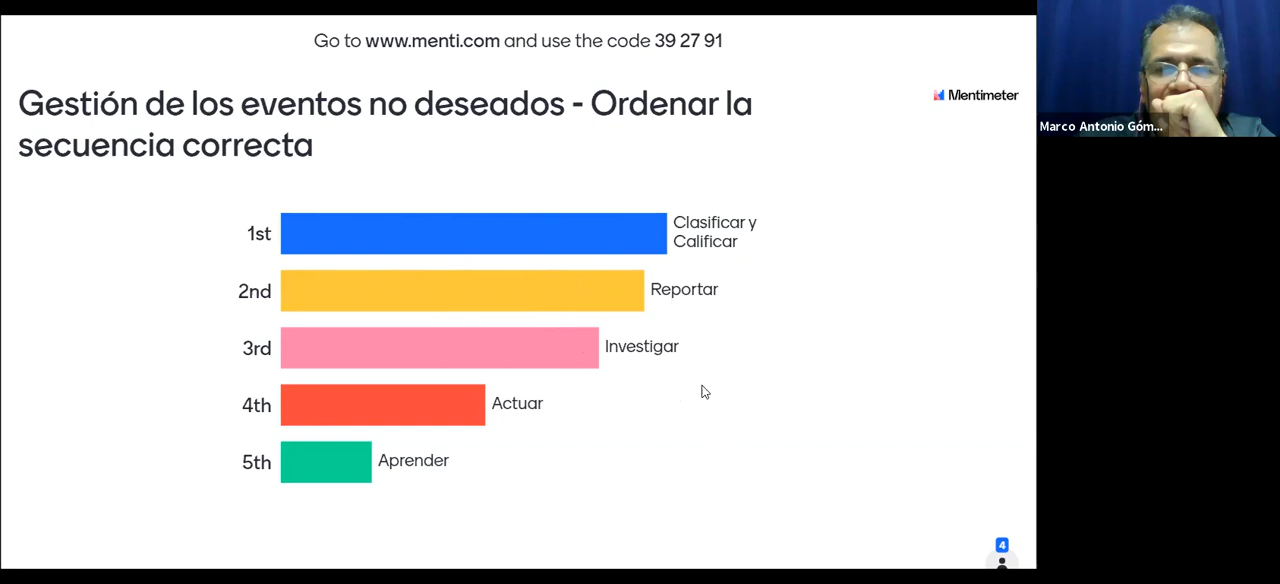 Go to www.menti.com and use the code 39 27 91
Gestión de los eventos no deseados - Ordenar la
secuencia correcta
Mentimeter
Marco Antonio Góm...
1st
Clasificar y
Calificar
2nd
Reportar
3rd
Investigar
4th
Actuar
5th
Aprender
4